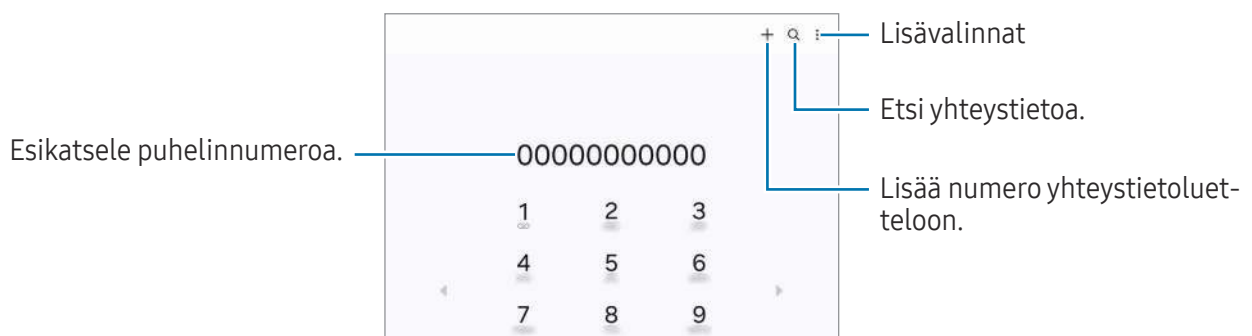 Lisävalinnat
Etsi yhteystietoa.
Esikatsele puhelinnumeroa.
00000000000
Lisää numero yhteystietoluet-
teloon.
1 2 3
4 5 6
7 8 9